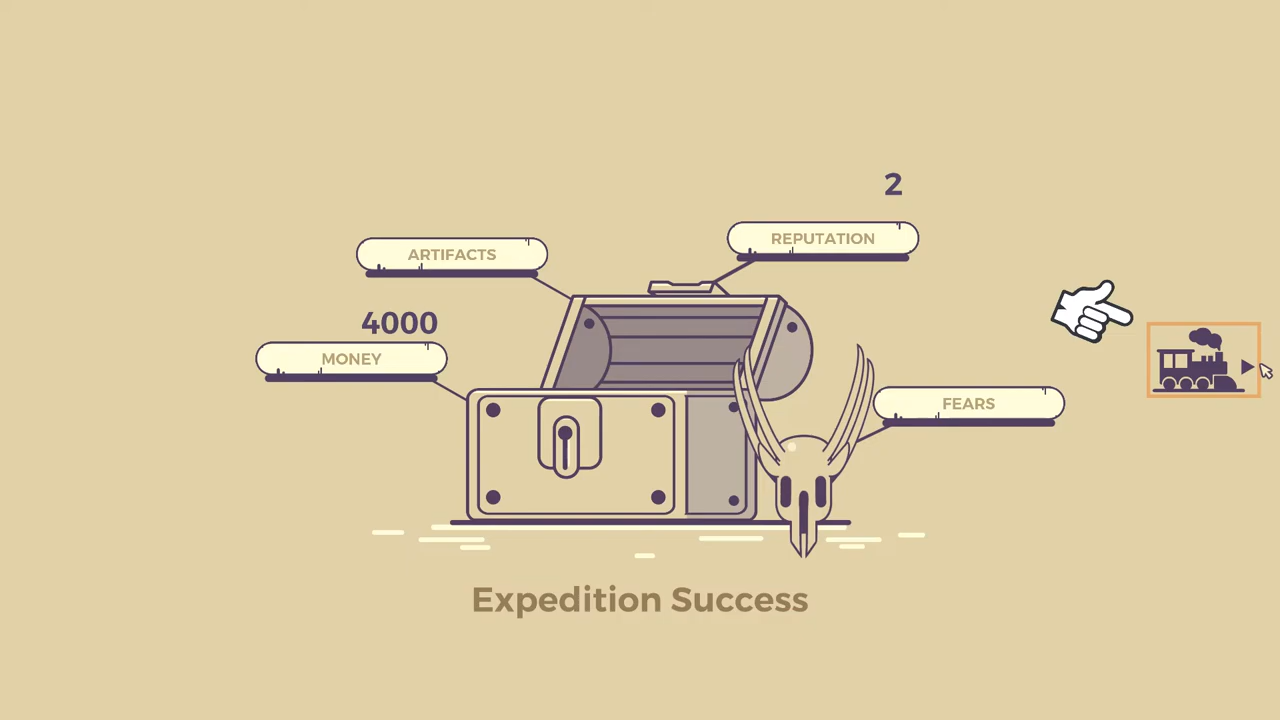 2
REPUTATION
ARTIFACTS
4000
MONEY
FEARS
Expedition Success